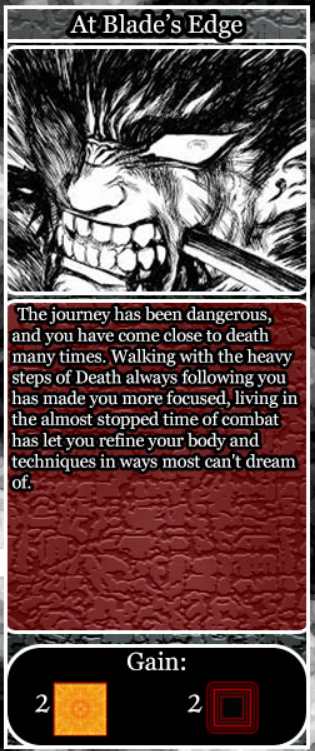 At Blade's Edge
The journey has been dangerous,
and you have come close to death
many times. Walking with the heavy
steps of Death always following you
has made you more focused, living in
the almost stopped time of combat
has let you refine your body and
techniques in ways most can't dream
of.
Gain:
2 2